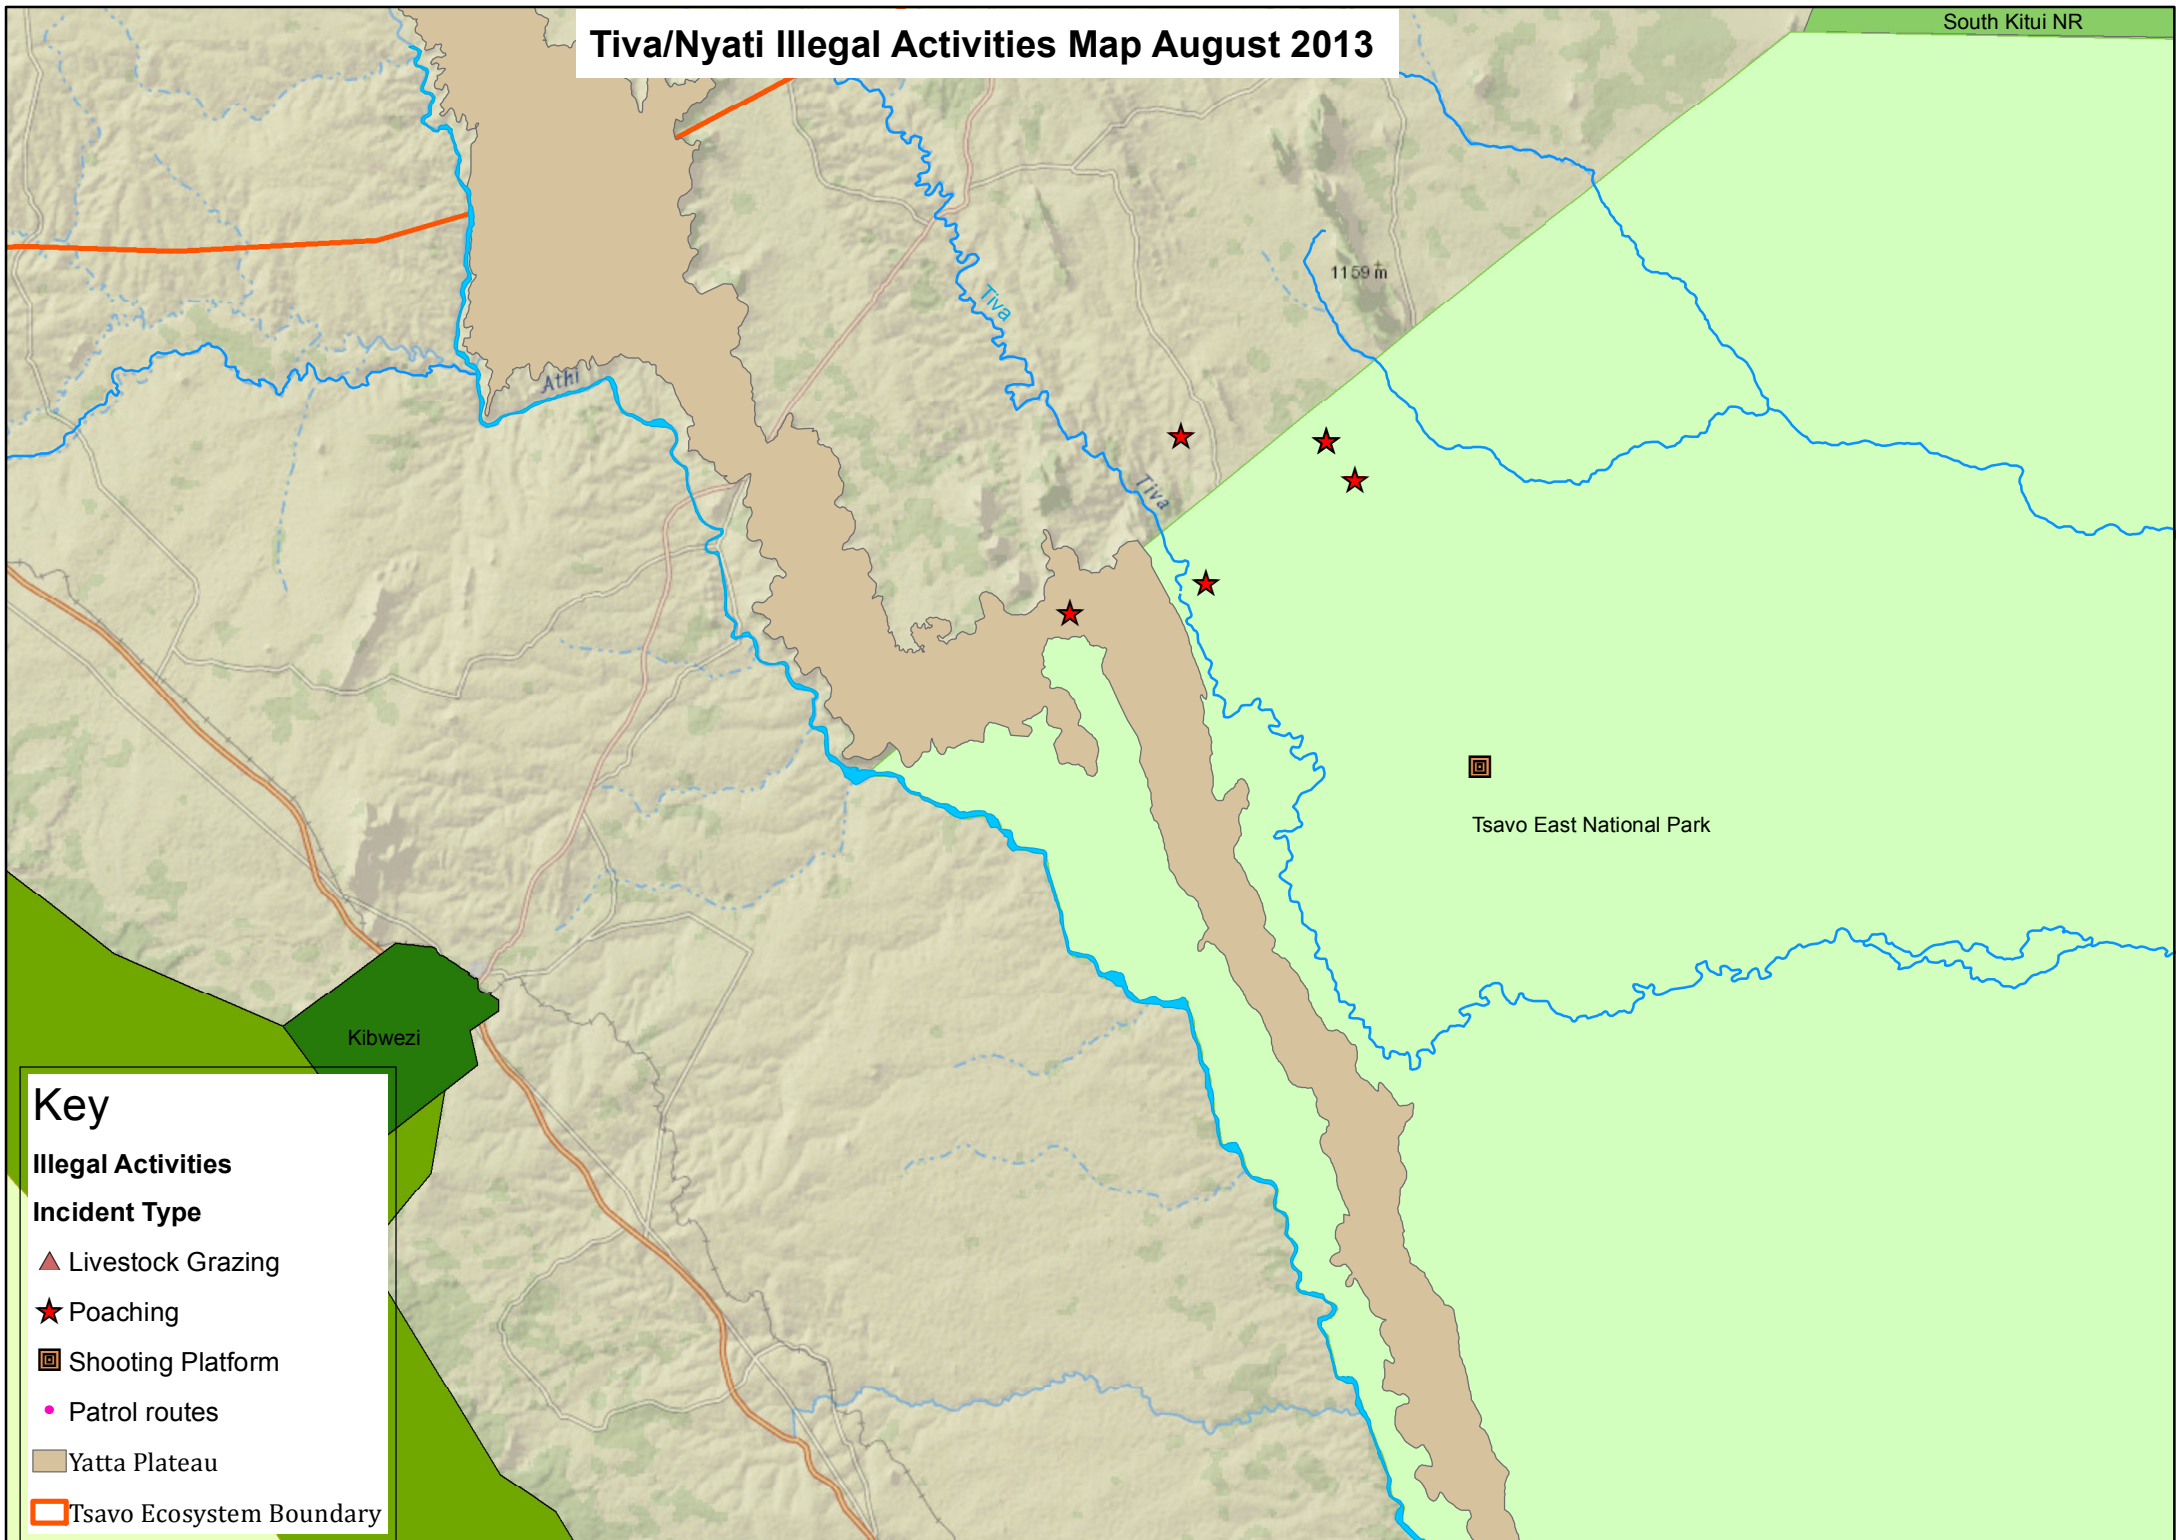 Tiva/Nyati Illegal Activities Map August 2013
South Kitui NR
1159 m
Tiva
Athi
Tiva
Tsavo East National Park
Kibwezi
Key
Illegal Activities
Incident Type
Livestock Grazing
Poaching
Shooting Platform
Patrol routes
Yatta Plateau
Tsavo Ecosystem Boundary